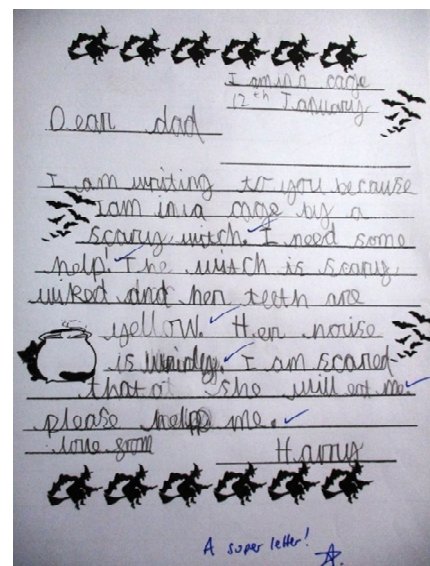 I am in a cage
12th January
Dear dad
I am writing to you because
I am in a cage by a
scary witch. I need some
help! The witch is scary,
wiked and her teeth are
yellow. Her noise
is I am scared
that she will eat me.
please help me.
love from Harry
A super letter!